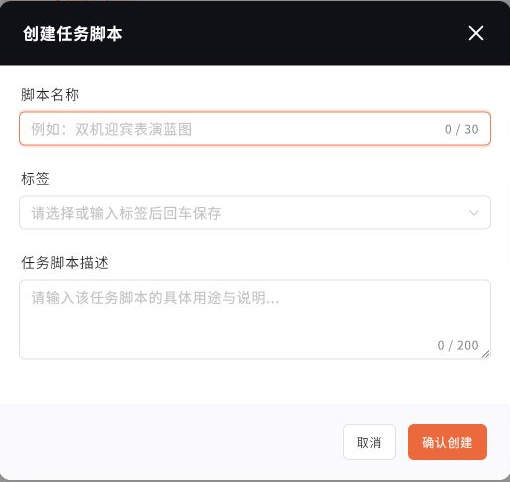 创建任务脚本
脚本名称
例如：双机迎宾表演蓝图
0 / 30
标签
请选择或输入标签后回车保存
任务脚本描述
请输入该任务脚本的具体用途与说明...
0 / 200
取消
确认创建